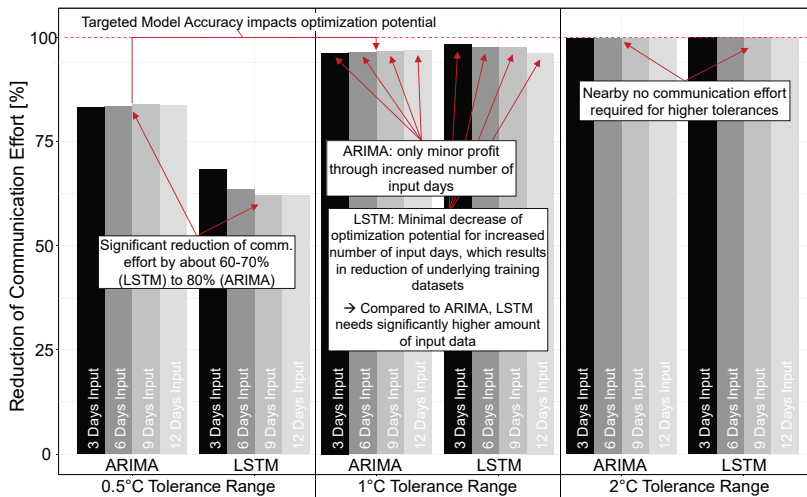 Targeted Model Accuracy impacts optimization potential
Reduction of Communication Effort [%]
100
75
50
25
0
Significant reduction of comm.
effort by about 60-70%
(LSTM) to 80% (ARIMA)
ARIMA: only minor profit
through increased number of
input days
LSTM: Minimal decrease of
optimization potential for increased
number of input days, which results
in reduction of underlying training
datasets
→ Compared to ARIMA, LSTM
needs significantly higher amount
of input data
Nearby no communication effort
required for higher tolerances
3 Days Input
6 Days Input
9 Days Input
12 Days Input
3 Days Input
6 Days Input
9 Days Input
12 Days Input
3 Days Input
6 Days Input
9 Days Input
12 Days Input
3 Days Input
6 Days Input
9 Days Input
12 Days Input
3 Days Input
6 Days Input
9 Days Input
12 Days Input
3 Days Input
6 Days Input
9 Days Input
12 Days Input
ARIMA LSTM ARIMA LSTM ARIMA LSTM
0.5°C Tolerance Range 1°C Tolerance Range 2°C Tolerance Range